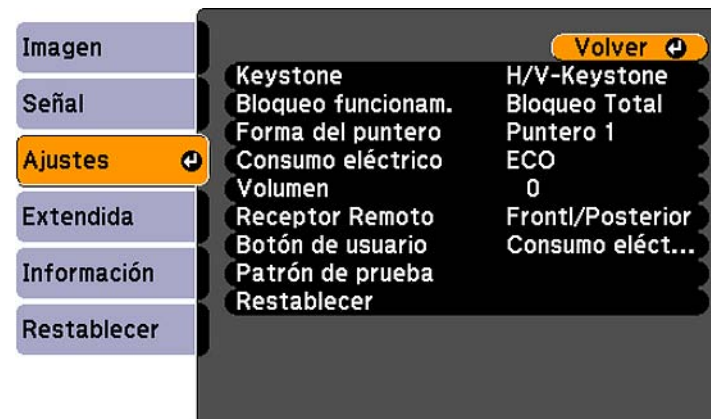 Imagen
Señal
Ajustes
Extendida
Información
Restablecer
Volver
Keystone H/V-Keystone
Bloqueo funcionam. Bloqueo Total
Forma del puntero Puntero 1
Consumo eléctrico ECO
Volumen 0
Receptor Remoto Frontl/Posterior
Botón de usuario Consumo eléct...
Patrón de prueba
Restablecer